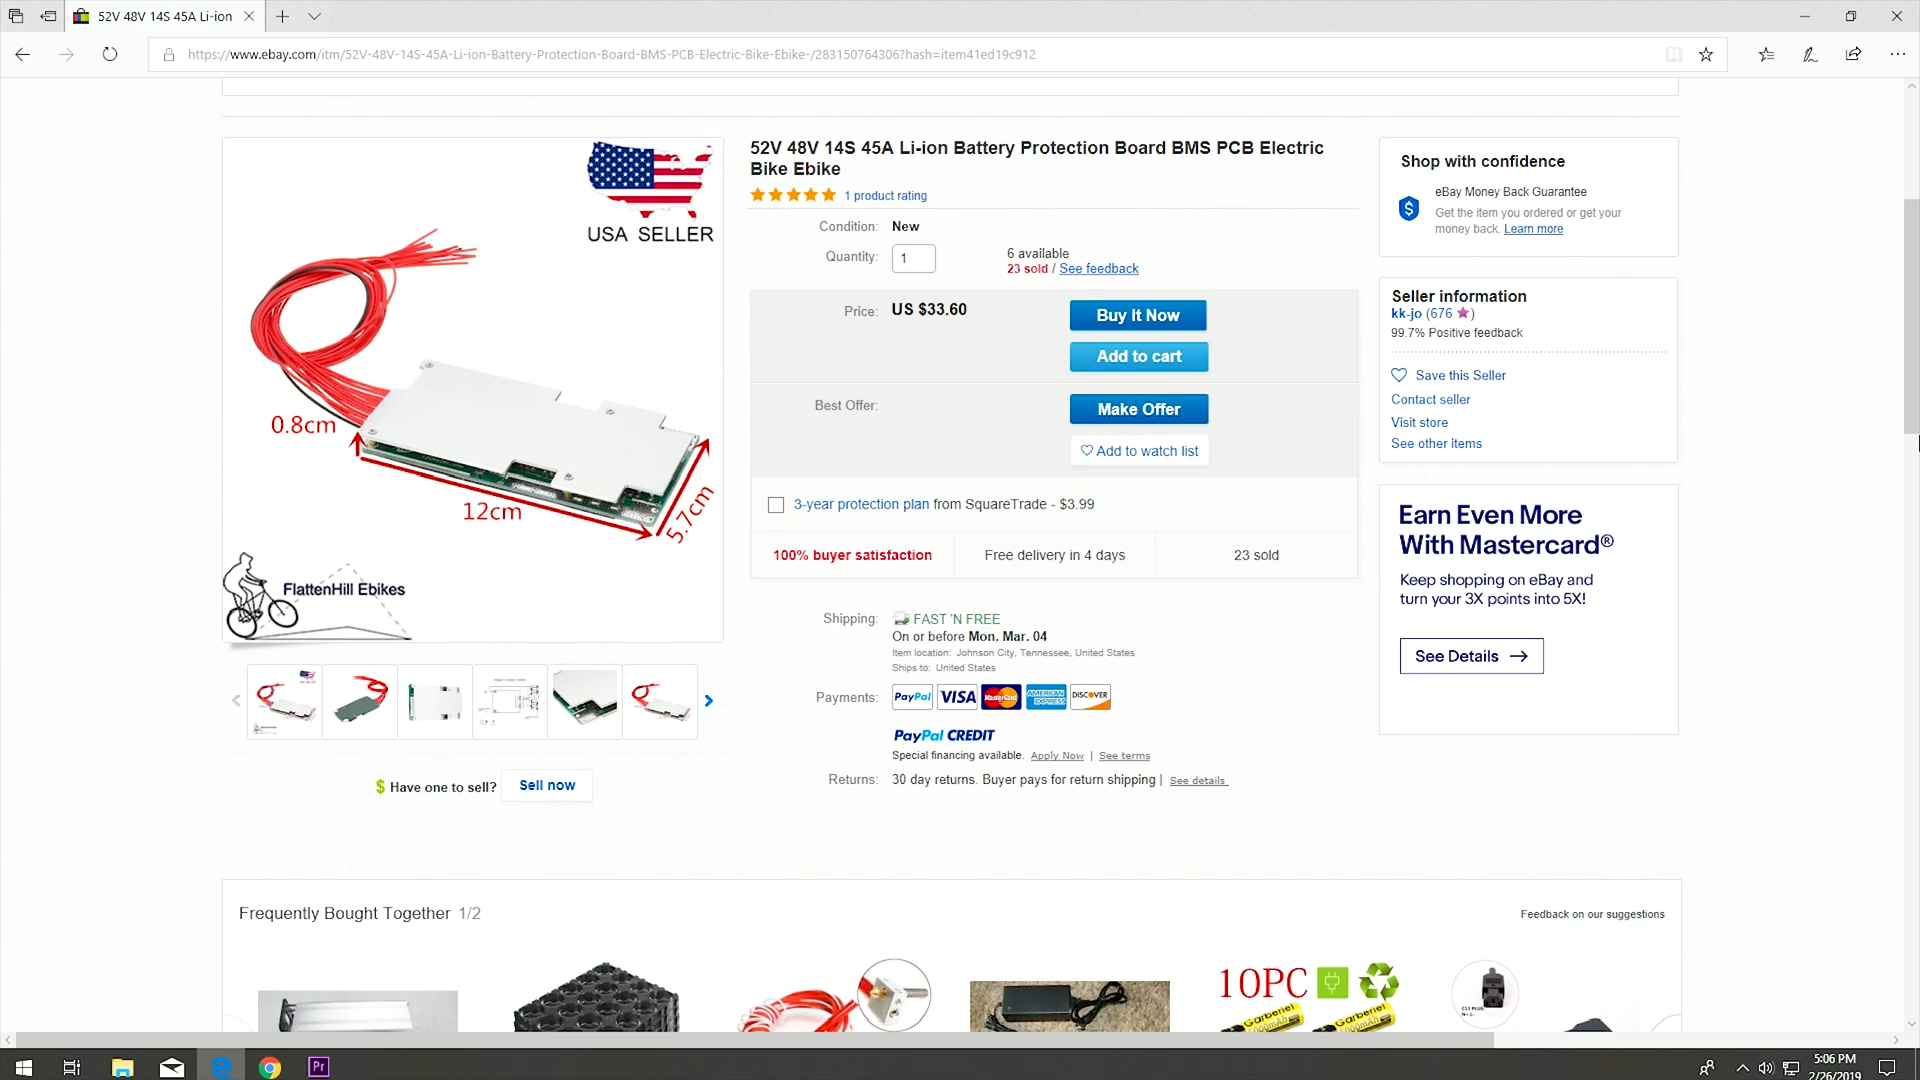 52V 48V 14S 45A Li-ion
https://www.ebay.com/itm/52V-48V-14S-45A-Li-ion-Battery-Protection-Board-BMS-PCB-Electric-Bike-Ebike-/283150764306?hash=item41ed19c912
USA SELLER
0.8cm
12cm
5.7cm
FlattenHill Ebikes
$ Have one to sell? Sell now
52V 48V 14S 45A Li-ion Battery Protection Board BMS PCB Electric
Bike Ebike
1 product rating
Condition: New
Quantity: 1
6 available
23 sold / See feedback
Price: US $33.60
Buy It Now
Add to cart
Best Offer:
Make Offer
Add to watch list
3-year protection plan from SquareTrade - $3.99
100% buyer satisfaction Free delivery in 4 days 23 sold
Shipping: FAST 'N FREE
On or before Mon. Mar. 04
Item location: Johnson City, Tennessee, United States
Ships to: United States
Payments: PayPal VISA MasterCard AMERICAN EXPRESS DISCOVER
PayPal CREDIT
Special financing available. Apply Now | See terms
Returns: 30 day returns. Buyer pays for return shipping | See details
Shop with confidence
eBay Money Back Guarantee
Get the item you ordered or get your
money back. Learn more
Seller information
kk-jo (676)
99.7% Positive feedback
Save this Seller
Contact seller
Visit store
See other items
Earn Even More
With Mastercard®
Keep shopping on eBay and
turn your 3X points into 5X!
See Details →
Frequently Bought Together 1/2
Feedback on our suggestions
10PC
Garberiel
Garberiel
5000mAh
Pr
5:06 PM
2/26/2019